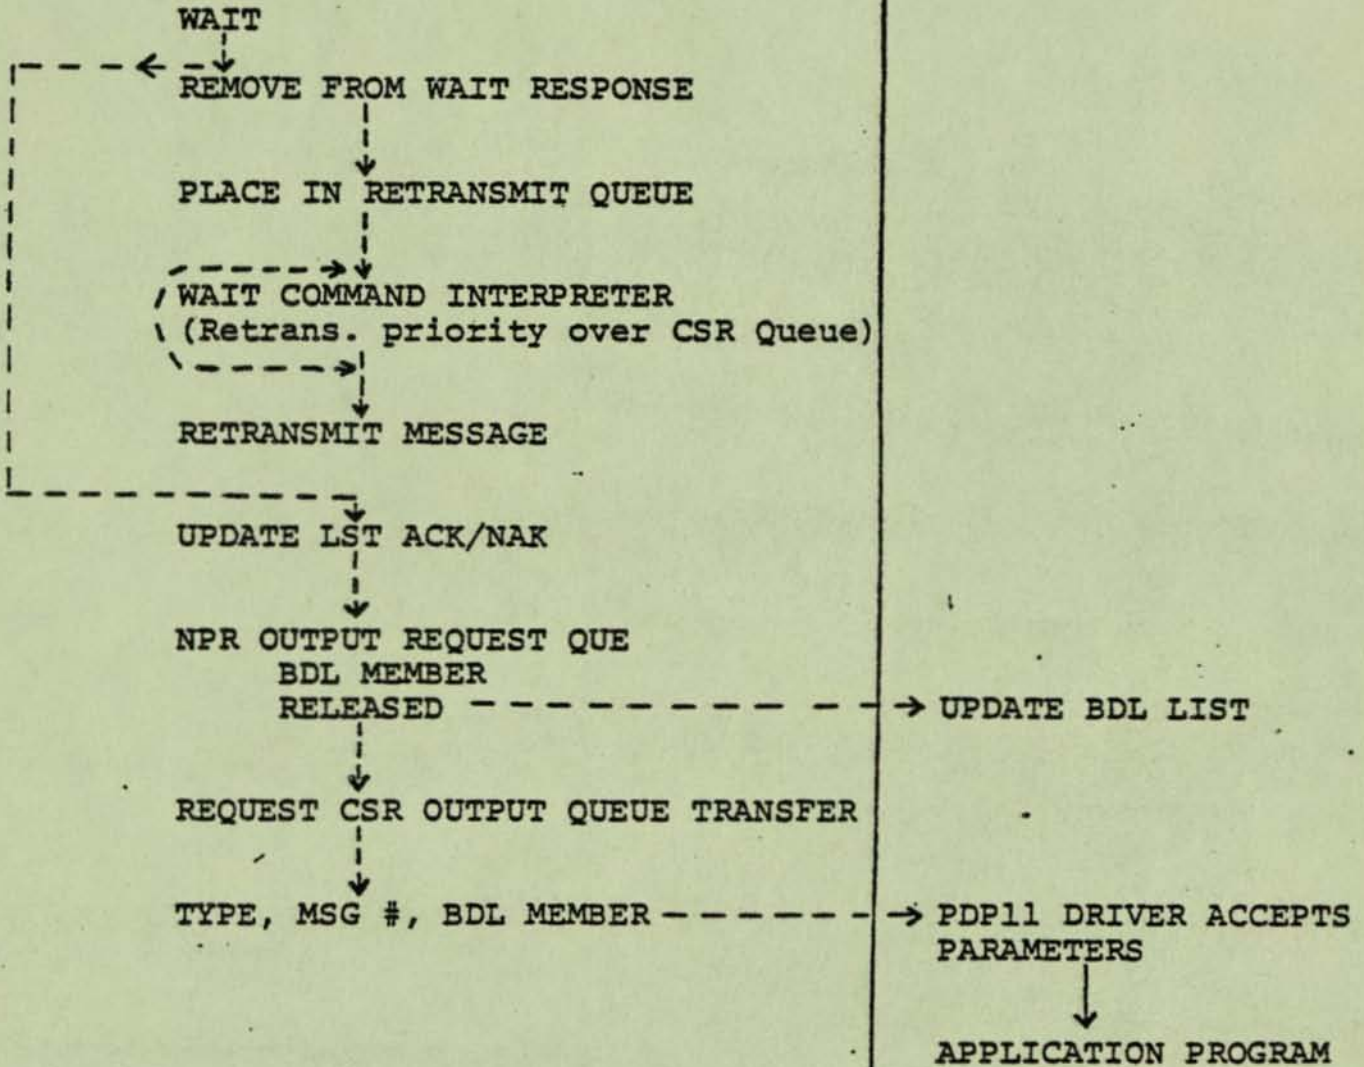 WAIT
REMOVE FROM WAIT RESPONSE
PLACE IN RETRANSMIT QUEUE
WAIT COMMAND INTERPRETER
(Retrans. priority over CSR Queue)
RETRANSMIT MESSAGE
UPDATE LST ACK/NAK
NPR OUTPUT REQUEST QUE
BDL MEMBER
RELEASED
UPDATE BDL LIST
REQUEST CSR OUTPUT QUEUE TRANSFER
TYPE, MSG #, BDL MEMBER
PDP11 DRIVER ACCEPTS
PARAMETERS
APPLICATION PROGRAM